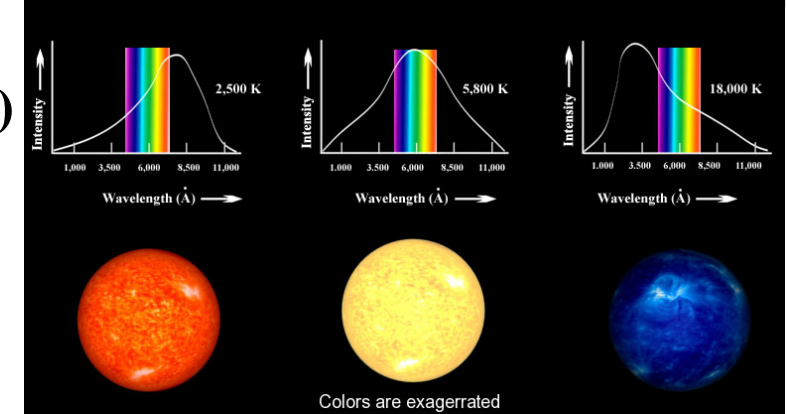 )
Intensity
2,500 K
1,000 3,500 6,000 8,500 11,000
Wavelength (Å)
Intensity
5,800 K
1.000 3.500 6.000 8,500 11,000
Wavelength (Å)
Intensity
18,000 K
1.000 3.500 6,000 8,500 11,000
Wavelength (Å)
Colors are exagerrated